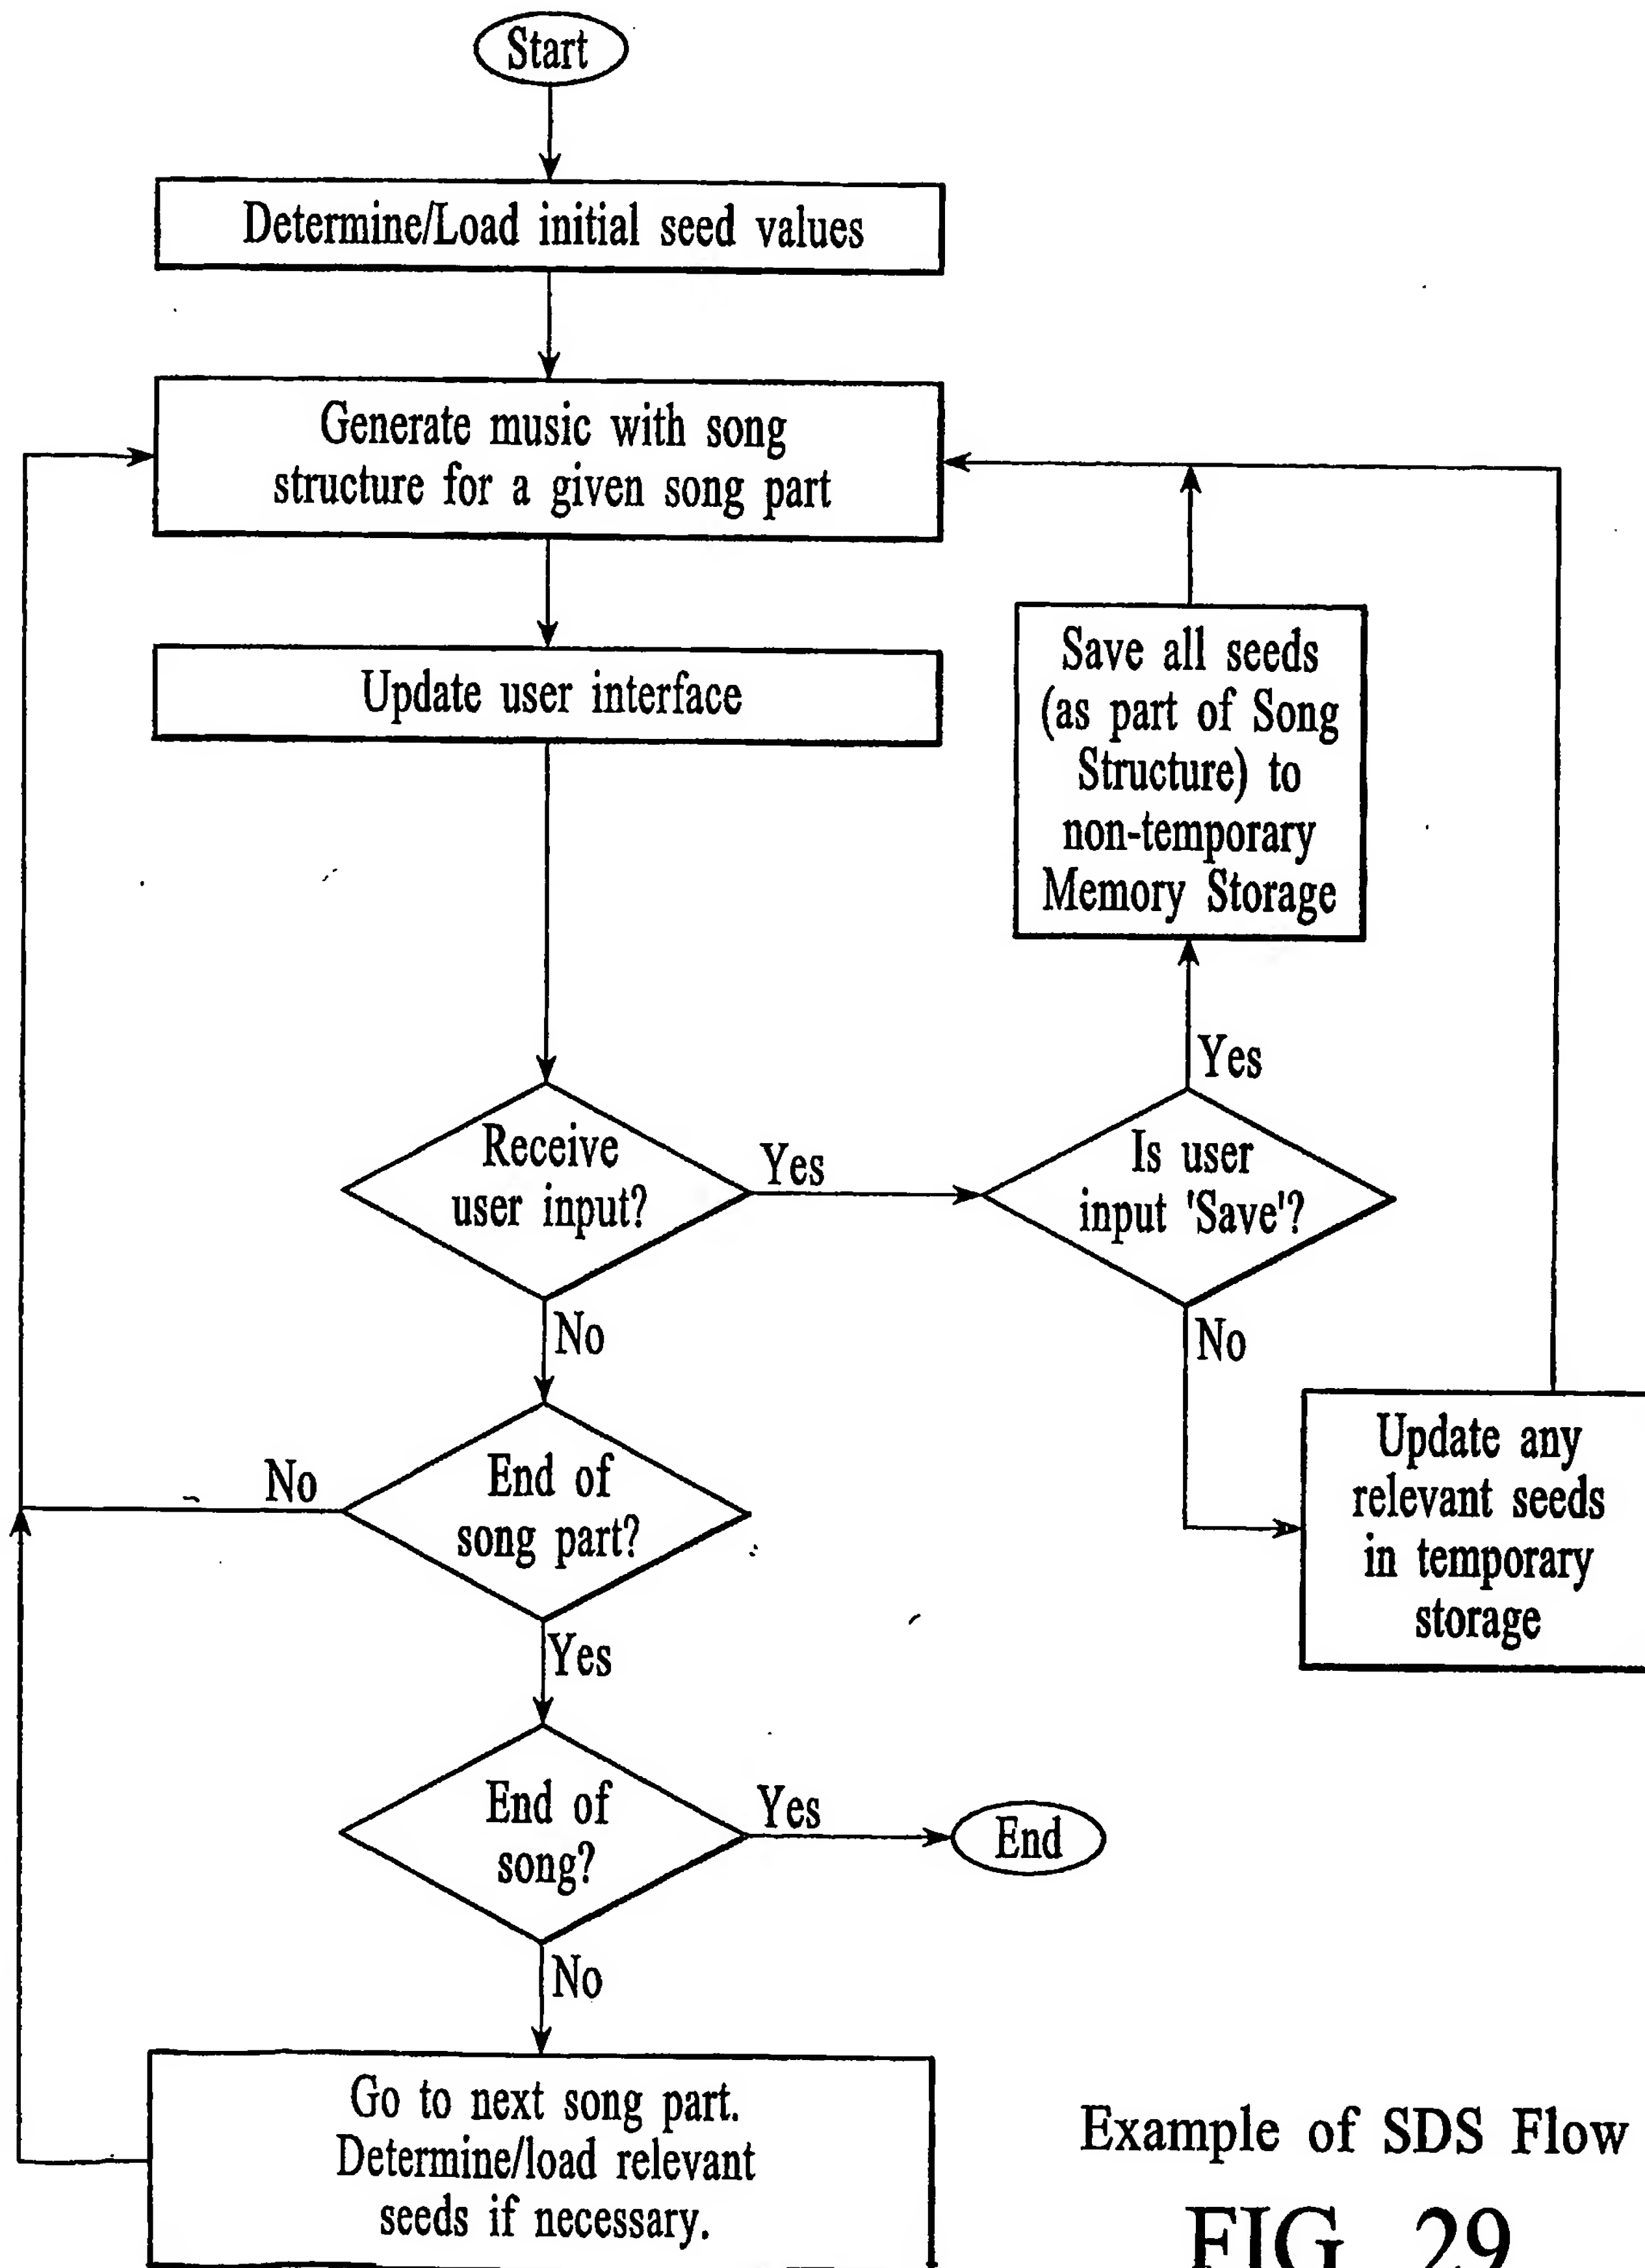 Start
Determine/Load initial seed values
Generate music with song
structure for a given song part
Update user interface
Save all seeds
(as part of Song
Structure) to
non-temporary
Memory Storage
Yes
Receive
user input?
Yes
Is user
input 'Save'?
No
No
Update any
relevant seeds
in temporary
storage
End of
song part?
No
Yes
End of
song?
Yes
End
No
Go to next song part.
Determine/load relevant
seeds if necessary.
Example of SDS Flow
FIG. 29